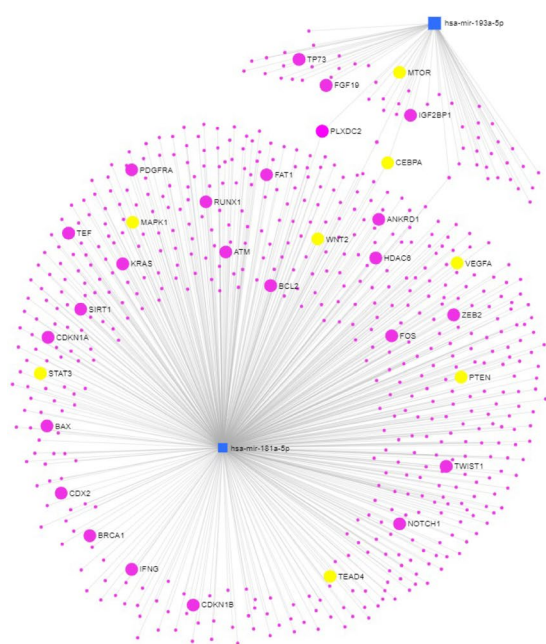 hsa-mir-193a-5p
TP73
MTOR
FGF19
IGF2BP1
PLXDC2
CEBPA
PDGFRA
FAT1
RUNX1
MAPK1
ANKRD1
TEF
WNT2
ATM
HDAC6
KRAS
VEGFA
BCL2
SIRT1
ZEB2
CDKN1A
FOS
STAT3
PTEN
BAX
hsa-mir-181a-5p
TWIST1
CDX2
NOTCH1
BRCA1
IFNG
TEAD4
CDKN1B